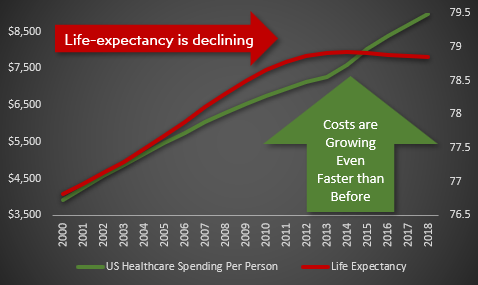 Life-expectancy is declining
$8,500
$7,500
$6,500
$5,500
$4,500
$3,500
79.5
79
78.5
78
77.5
77
76.5
Costs are
Growing
Even
Faster than
Before
2000 2001 2002 2003 2004 2005 2006 2007 2008 2009 2010 2011 2012 2013 2014 2015 2016 2017 2018
US Healthcare Spending Per Person Life Expectancy